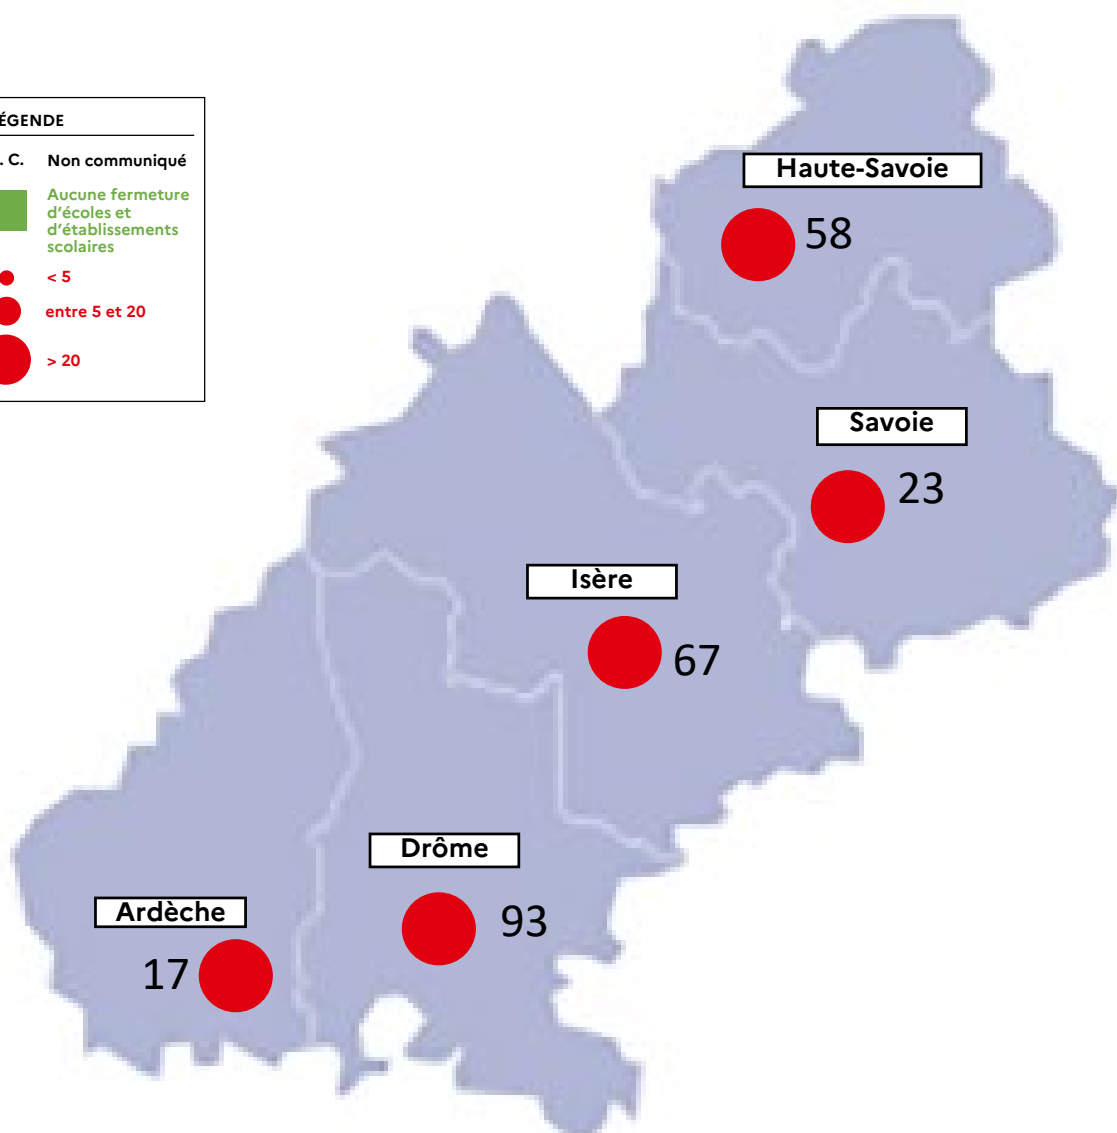 ÉGENDE
. C. Non communiqué
Aucune fermeture
d'écoles et
d'établissements
scolaires
< 5
entre 5 et 20
> 20
Haute-Savoie
58
Savoie
23
Isère
67
Drôme
93
Ardèche
17